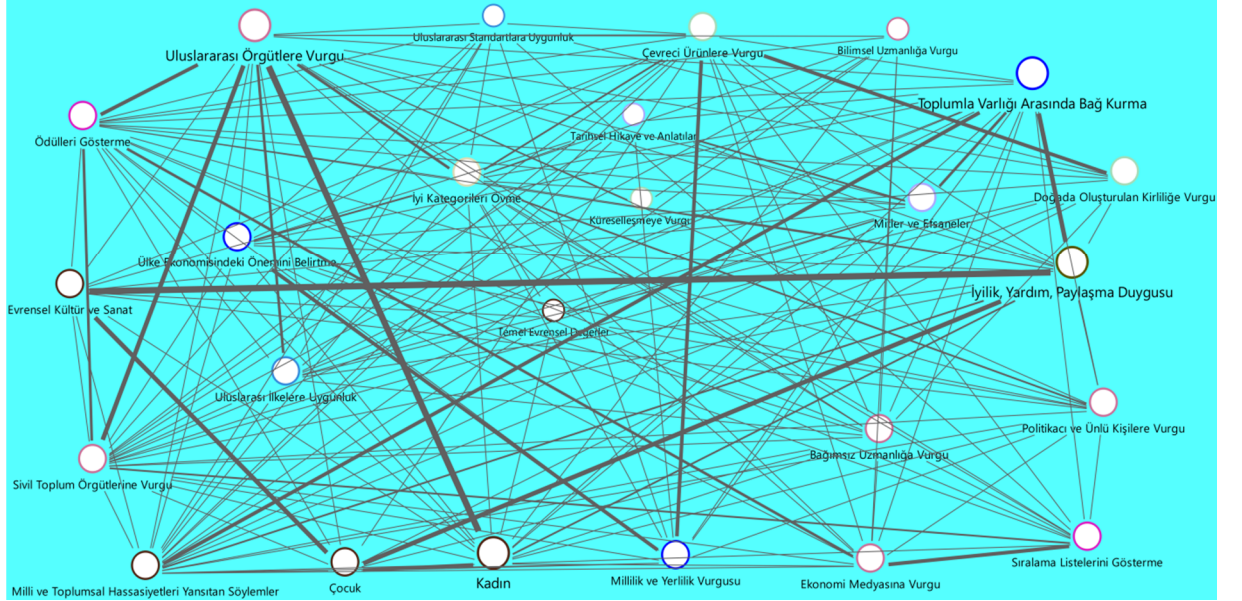 Uluslararası Standartlara Uygunluk
Uluslararası Örgütlere Vurgu
Çevreci Ürünlere Vurgu
Bilimsel Uzmanlığa Vurgu
Toplumla Varlığı Arasında Bağ Kurma
Ödülleri Gösterme
Tarihsel Hikaye ve Anlatılar
İyi Kategorileri Övme
Doğada Oluşturulan Kirliliğe Vurgu
Küreselleşmeye Vurgu
Mitler ve Efsaneler
Ülke Ekonomisindeki Önemini Belirtme
İyilik, Yardım, Paylaşma Duygusu
Evrensel Kültür ve Sanat
Temel Evrensel Değerler
Uluslarası İlkelere Uygunluk
Politikacı ve Ünlü Kişilere Vurgu
Bağımsız Uzmanlığa Vurgu
Sivil Toplum Örgütlerine Vurgu
Sıralama Listelerini Gösterme
Milli ve Toplumsal Hassasiyetleri Yansıtan Söylemler
Çocuk
Kadın
Millilik ve Yerlilik Vurgusu
Ekonomi Medyasına Vurgu